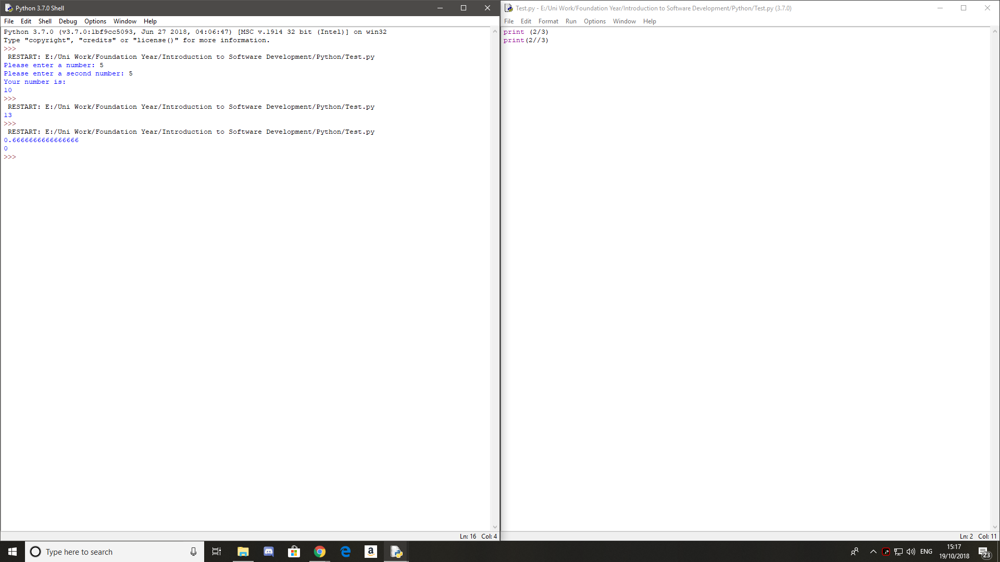 Python 3.7.0 Shell
File Edit Shell Debug Options Window Help
Python 3.7.0 (v3.7.0:1bf9cc5093, Jun 27 2018, 04:06:47) [MSC v.1914 32 bit (Intel)] on win32
Type "copyright", "credits" or "license()" for more information.
>>>
 RESTART: E:/Uni Work/Foundation Year/Introduction to Software Development/Python/Test.py
Please enter a number: 5
Please enter a second number: 5
Your number is:
10
>>>
 RESTART: E:/Uni Work/Foundation Year/Introduction to Software Development/Python/Test.py
13
>>>
 RESTART: E:/Uni Work/Foundation Year/Introduction to Software Development/Python/Test.py
0.6666666666666666
0
>>>
Ln: 16 Col: 4
Test.py - E:/Uni Work/Foundation Year/Introduction to Software Development/Python/Test.py (3.7.0)
File Edit Format Run Options Window Help
print (2/3)
print(2//3)
Ln: 2 Col: 11
Type here to search
a
ENG
15:17
19/10/2018
23